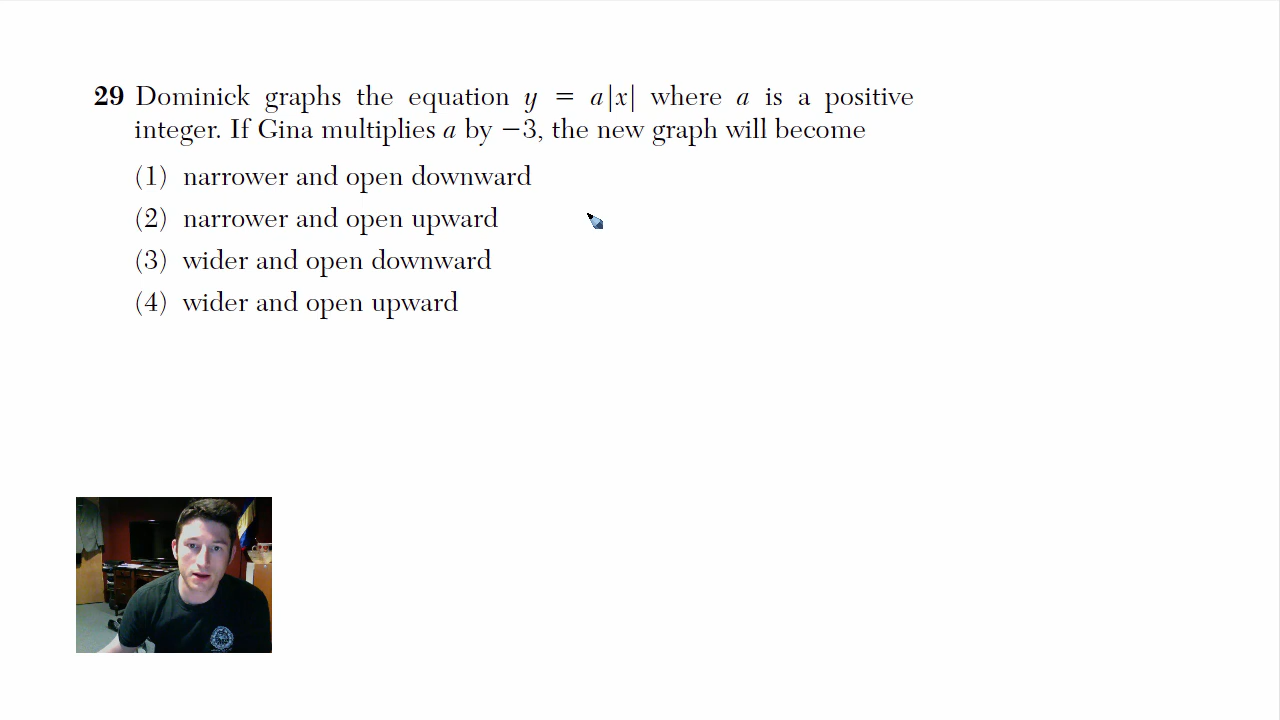 29 Dominick graphs the equation y = a|x| where a is a positive
integer. If Gina multiplies a by −3, the new graph will become
(1) narrower and open downward
(2) narrower and open upward
(3) wider and open downward
(4) wider and open upward